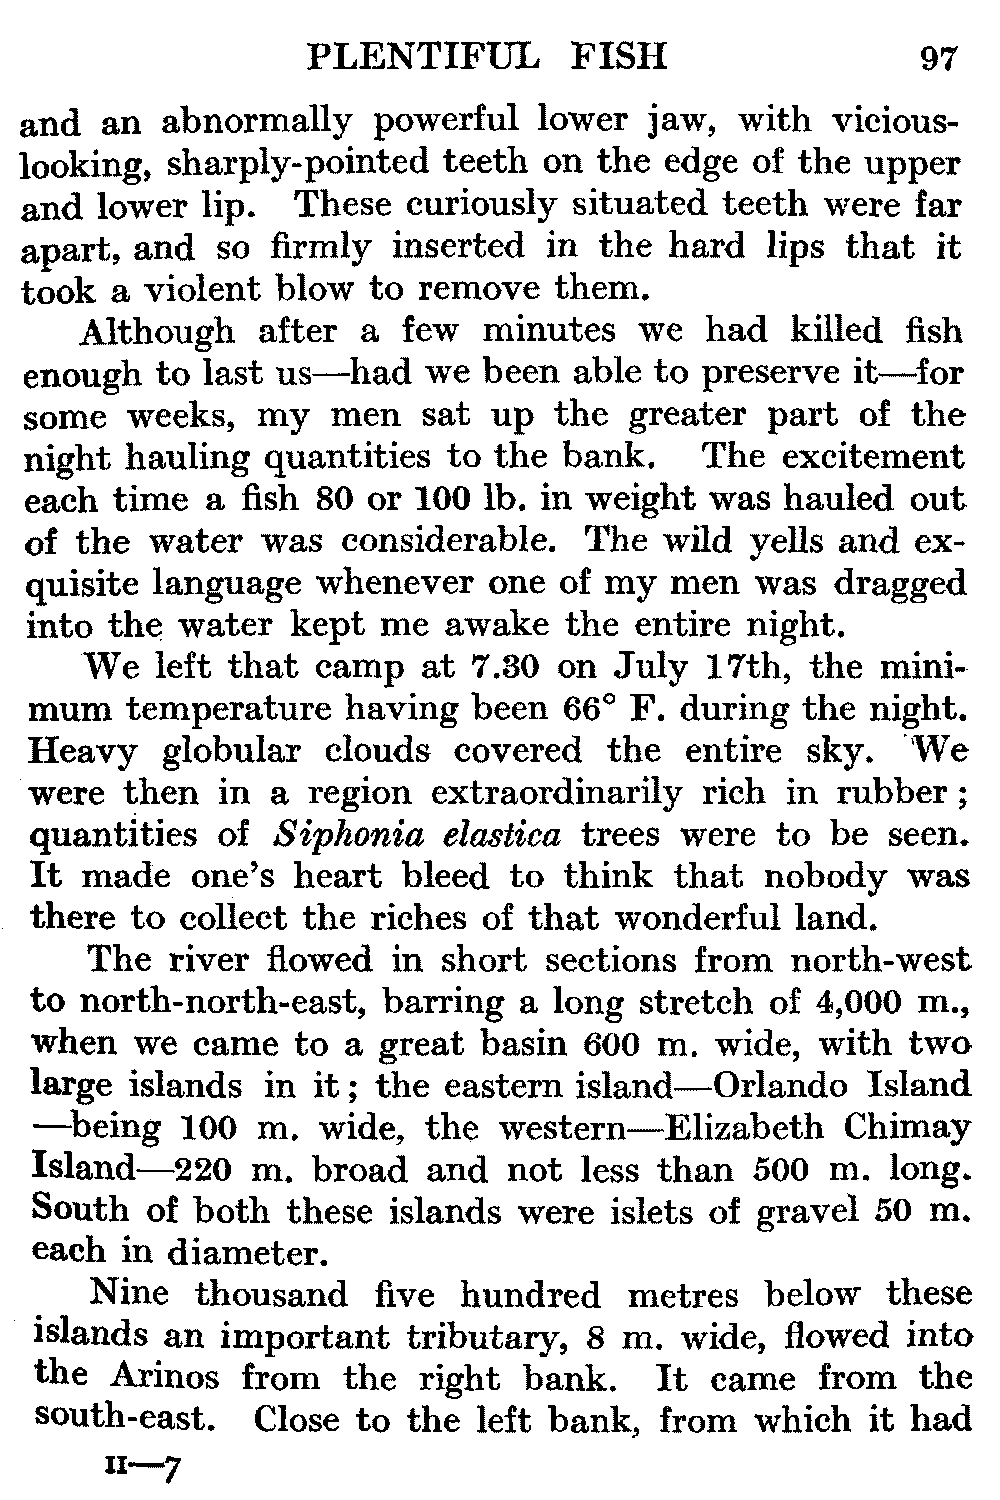 PLENTIFUL FISH 97
and an abnormally powerful lower jaw, with vicious-
looking, sharply-pointed teeth on the edge of the upper
and lower lip. These curiously situated teeth were far
apart, and so firmly inserted in the hard lips that it
took a violent blow to remove them.
Although after a few minutes we had killed fish
enough to last us—had we been able to preserve it—for
some weeks, my men sat up the greater part of the
night hauling quantities to the bank. The excitement
each time a fish 80 or 100 lb. in weight was hauled out
of the water was considerable. The wild yells and ex-
quisite language whenever one of my men was dragged
into the water kept me awake the entire night.
We left that camp at 7.30 on July 17th, the mini-
mum temperature having been 66° F. during the night.
Heavy globular clouds covered the entire sky. We
were then in a region extraordinarily rich in rubber ;
quantities of Siphonia elastica trees were to be seen.
It made one's heart bleed to think that nobody was
there to collect the riches of that wonderful land.
The river flowed in short sections from north-west
to north-north-east, barring a long stretch of 4,000 m.,
when we came to a great basin 600 m. wide, with two
large islands in it ; the eastern island—Orlando Island
—being 100 m. wide, the western—Elizabeth Chimay
Island—220 m. broad and not less than 500 m. long.
South of both these islands were islets of gravel 50 m.
each in diameter.
Nine thousand five hundred metres below these
islands an important tributary, 8 m. wide, flowed into
the Arinos from the right bank. It came from the
south-east. Close to the left bank, from which it had
II—7